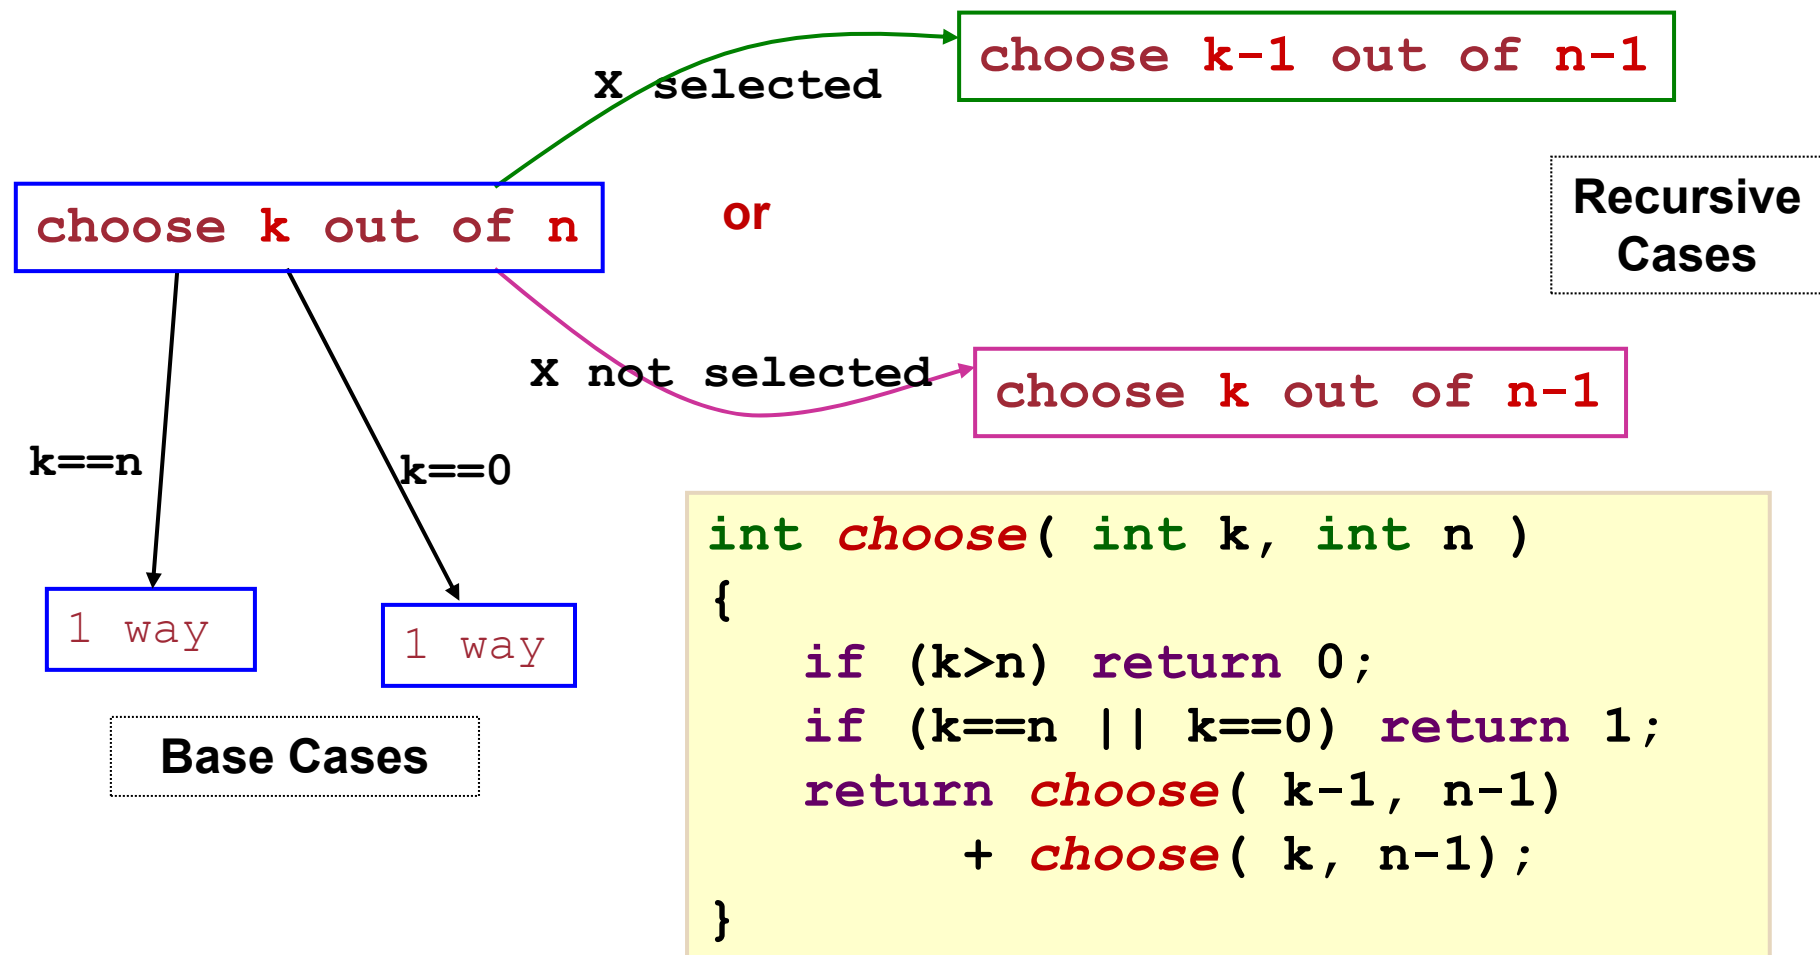 choose k-1 out of n-1
X selected
Recursive
Cases
choose k out of n
or
X not selected
choose k out of n-1
k==n
k==0
1 way
1 way
Base Cases
int choose( int k, int n )
{
if (k>n) return 0;
if (k==n || k==0) return 1;
return choose( k-1, n-1)
+ choose( k, n-1);
}